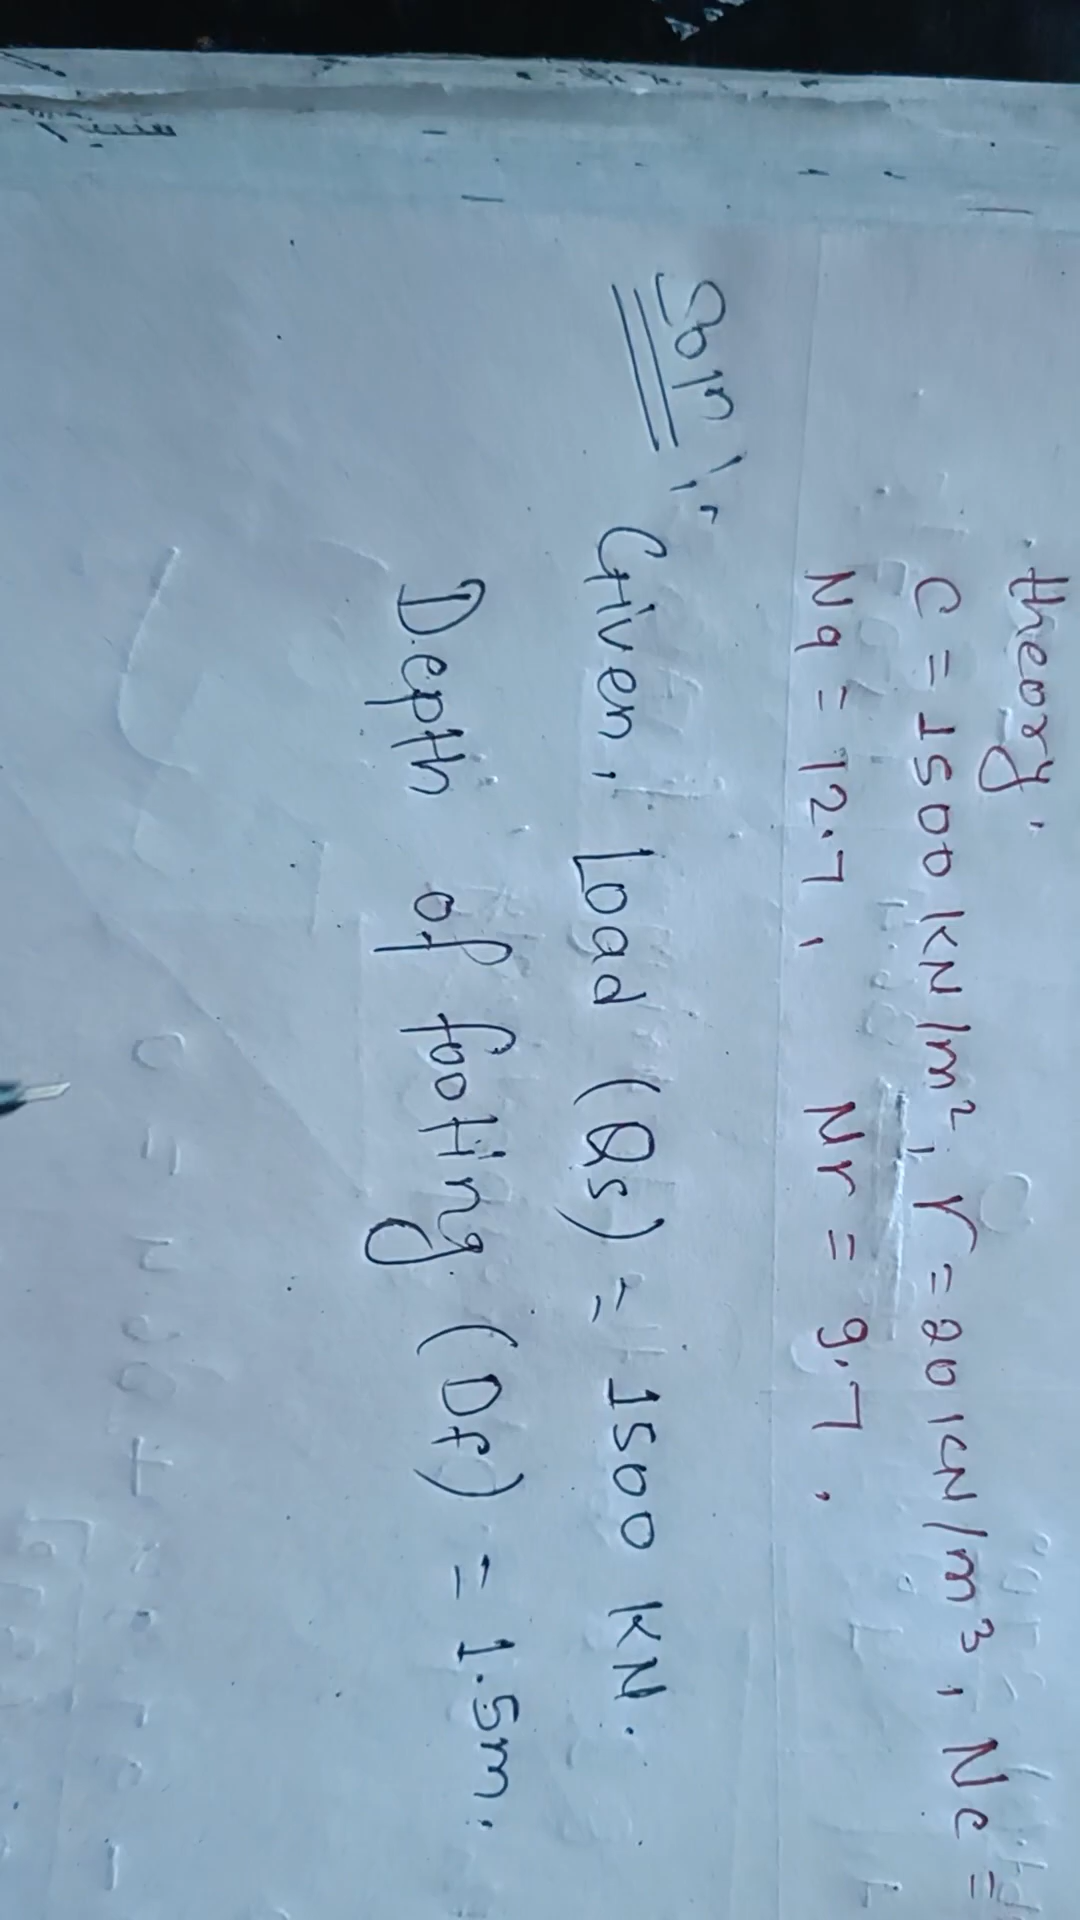 theory.
C = 1500 kN/m², γ = 20 kN/m³, Nc =
Nq = 12.7, Nr = 9.7.
Soln :-
Given, Load (Qs) = 1500 kN.
Depth of footing (Df) = 1.5m.